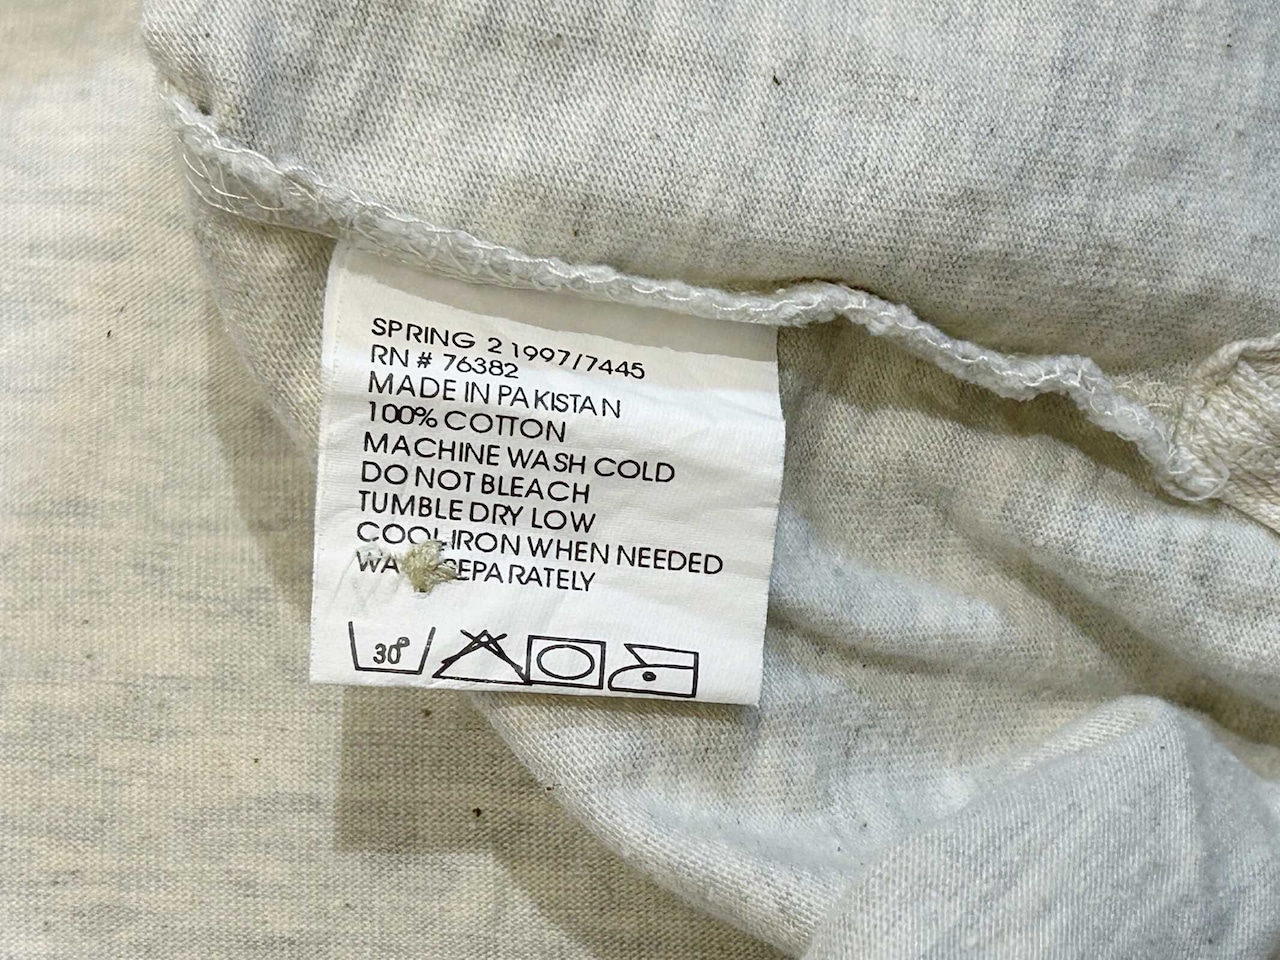 SPRING 2 1997/7445
RN # 76382
MADE IN PAKISTAN
100% COTTON
MACHINE WASH COLD
DO NOT BLEACH
TUMBLE DRY LOW
COOL IRON WHEN NEEDED
SEPARATELY
30°